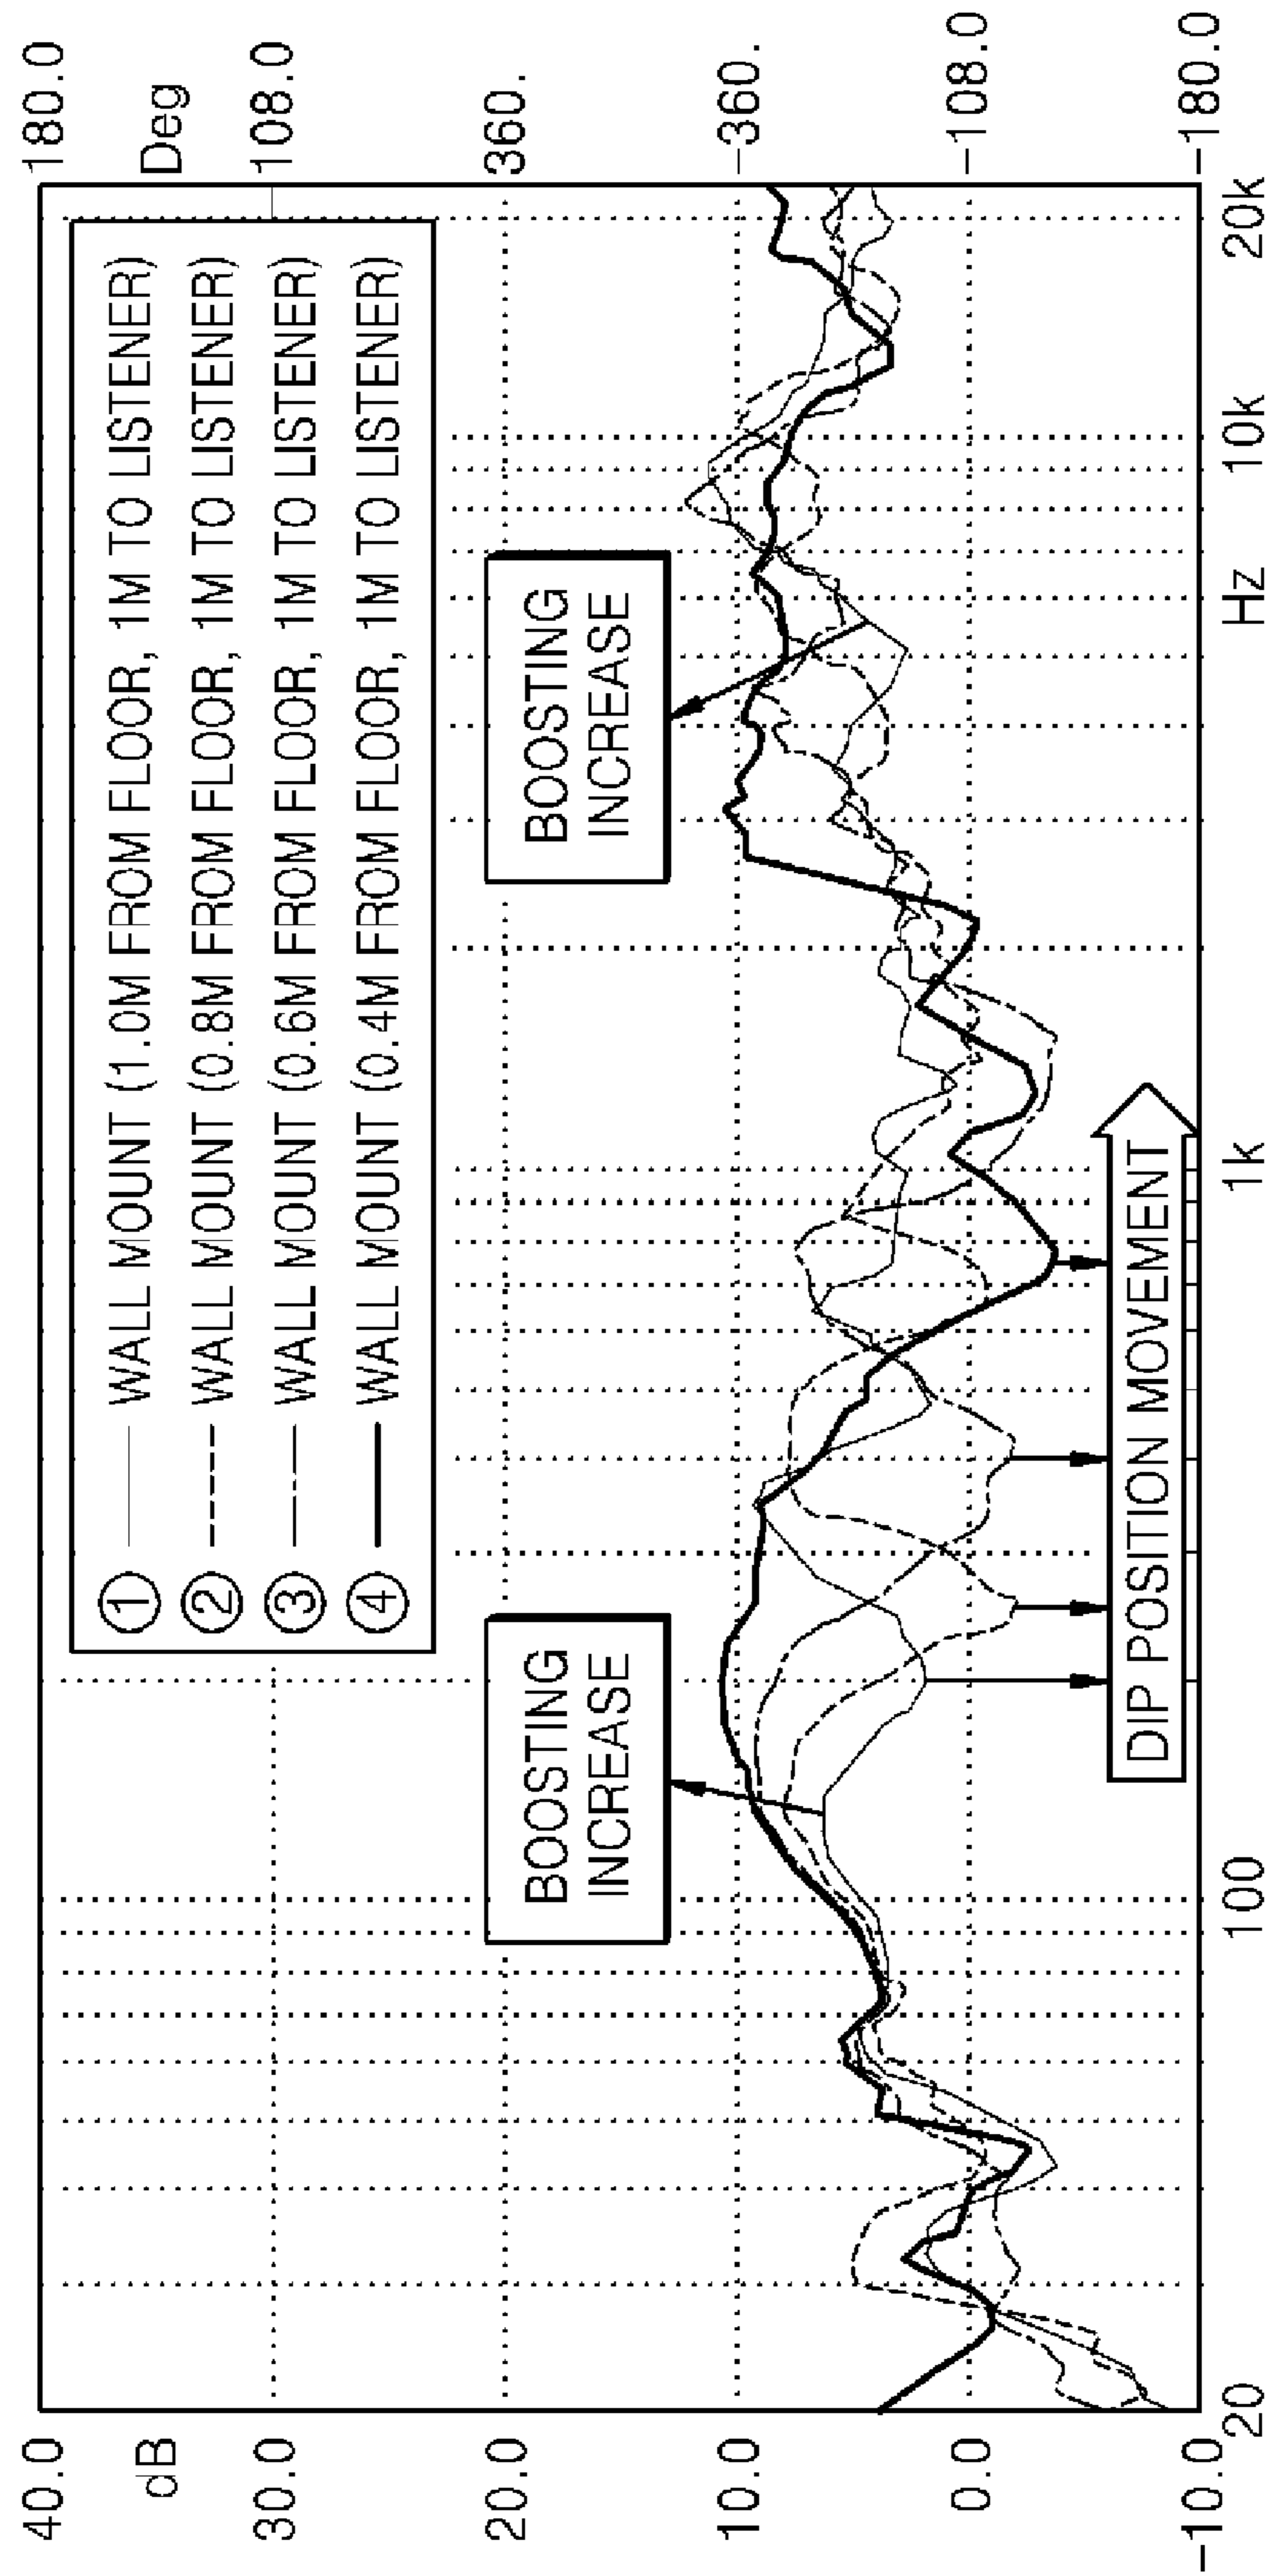 40.0
dB
30.0
20.0
10.0
0.0
-10.0
180.0
Deg
108.0
360.
-360.
-108.0
-180.0
① WALL MOUNT (1.0M FROM FLOOR, 1M TO LISTENER)
② WALL MOUNT (0.8M FROM FLOOR, 1M TO LISTENER)
③ WALL MOUNT (0.6M FROM FLOOR, 1M TO LISTENER)
④ WALL MOUNT (0.4M FROM FLOOR, 1M TO LISTENER)
BOOSTING
INCREASE
BOOSTING
INCREASE
DIP POSITION MOVEMENT
20
100
1k
Hz
10k
20k